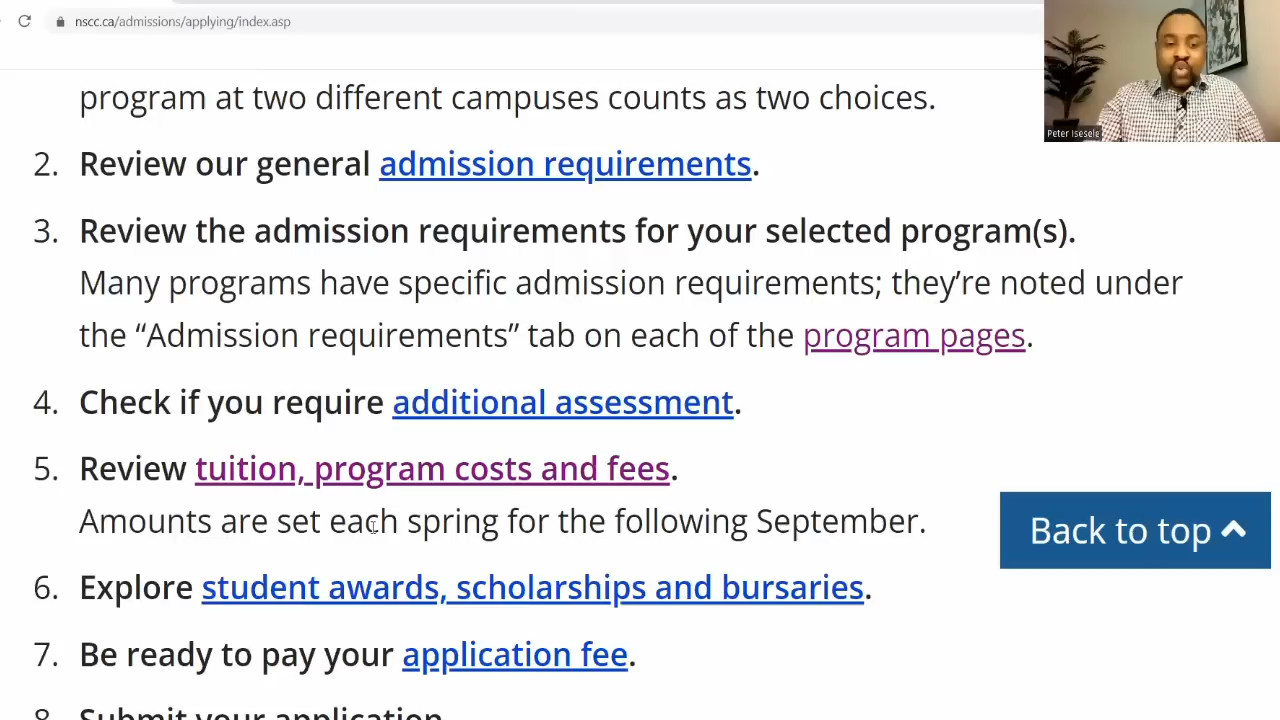 nscc.ca/admissions/applying/index.asp
Peter Isesele
program at two different campuses counts as two choices.
2. Review our general admission requirements.
3. Review the admission requirements for your selected program(s).
Many programs have specific admission requirements; they’re noted under
the “Admission requirements” tab on each of the program pages.
4. Check if you require additional assessment.
5. Review tuition, program costs and fees.
Amounts are set each spring for the following September.
Back to top
6. Explore student awards, scholarships and bursaries.
7. Be ready to pay your application fee.
8. Submit your application.